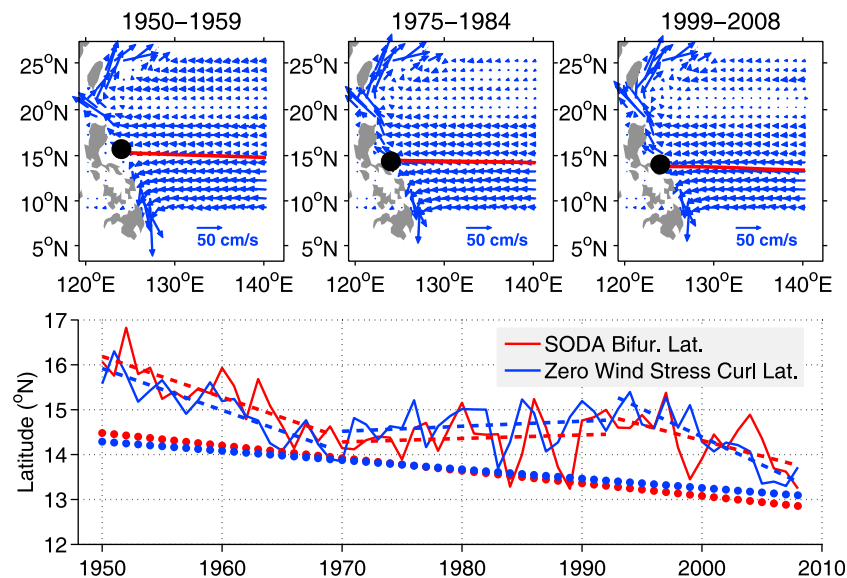 1950−1959 1975−1984 1999−2008
25°N 25°N 25°N
20°N 20°N 20°N
15°N 15°N 15°N
10°N 10°N 10°N
5°N 5°N 5°N
50 cm/s 50 cm/s 50 cm/s
120°E 130°E 140°E 120°E 130°E 140°E 120°E 130°E 140°E
17
16
15
14
13
12
Latitude (°N)
SODA Bifur. Lat.
Zero Wind Stress Curl Lat.
1950 1960 1970 1980 1990 2000 2010